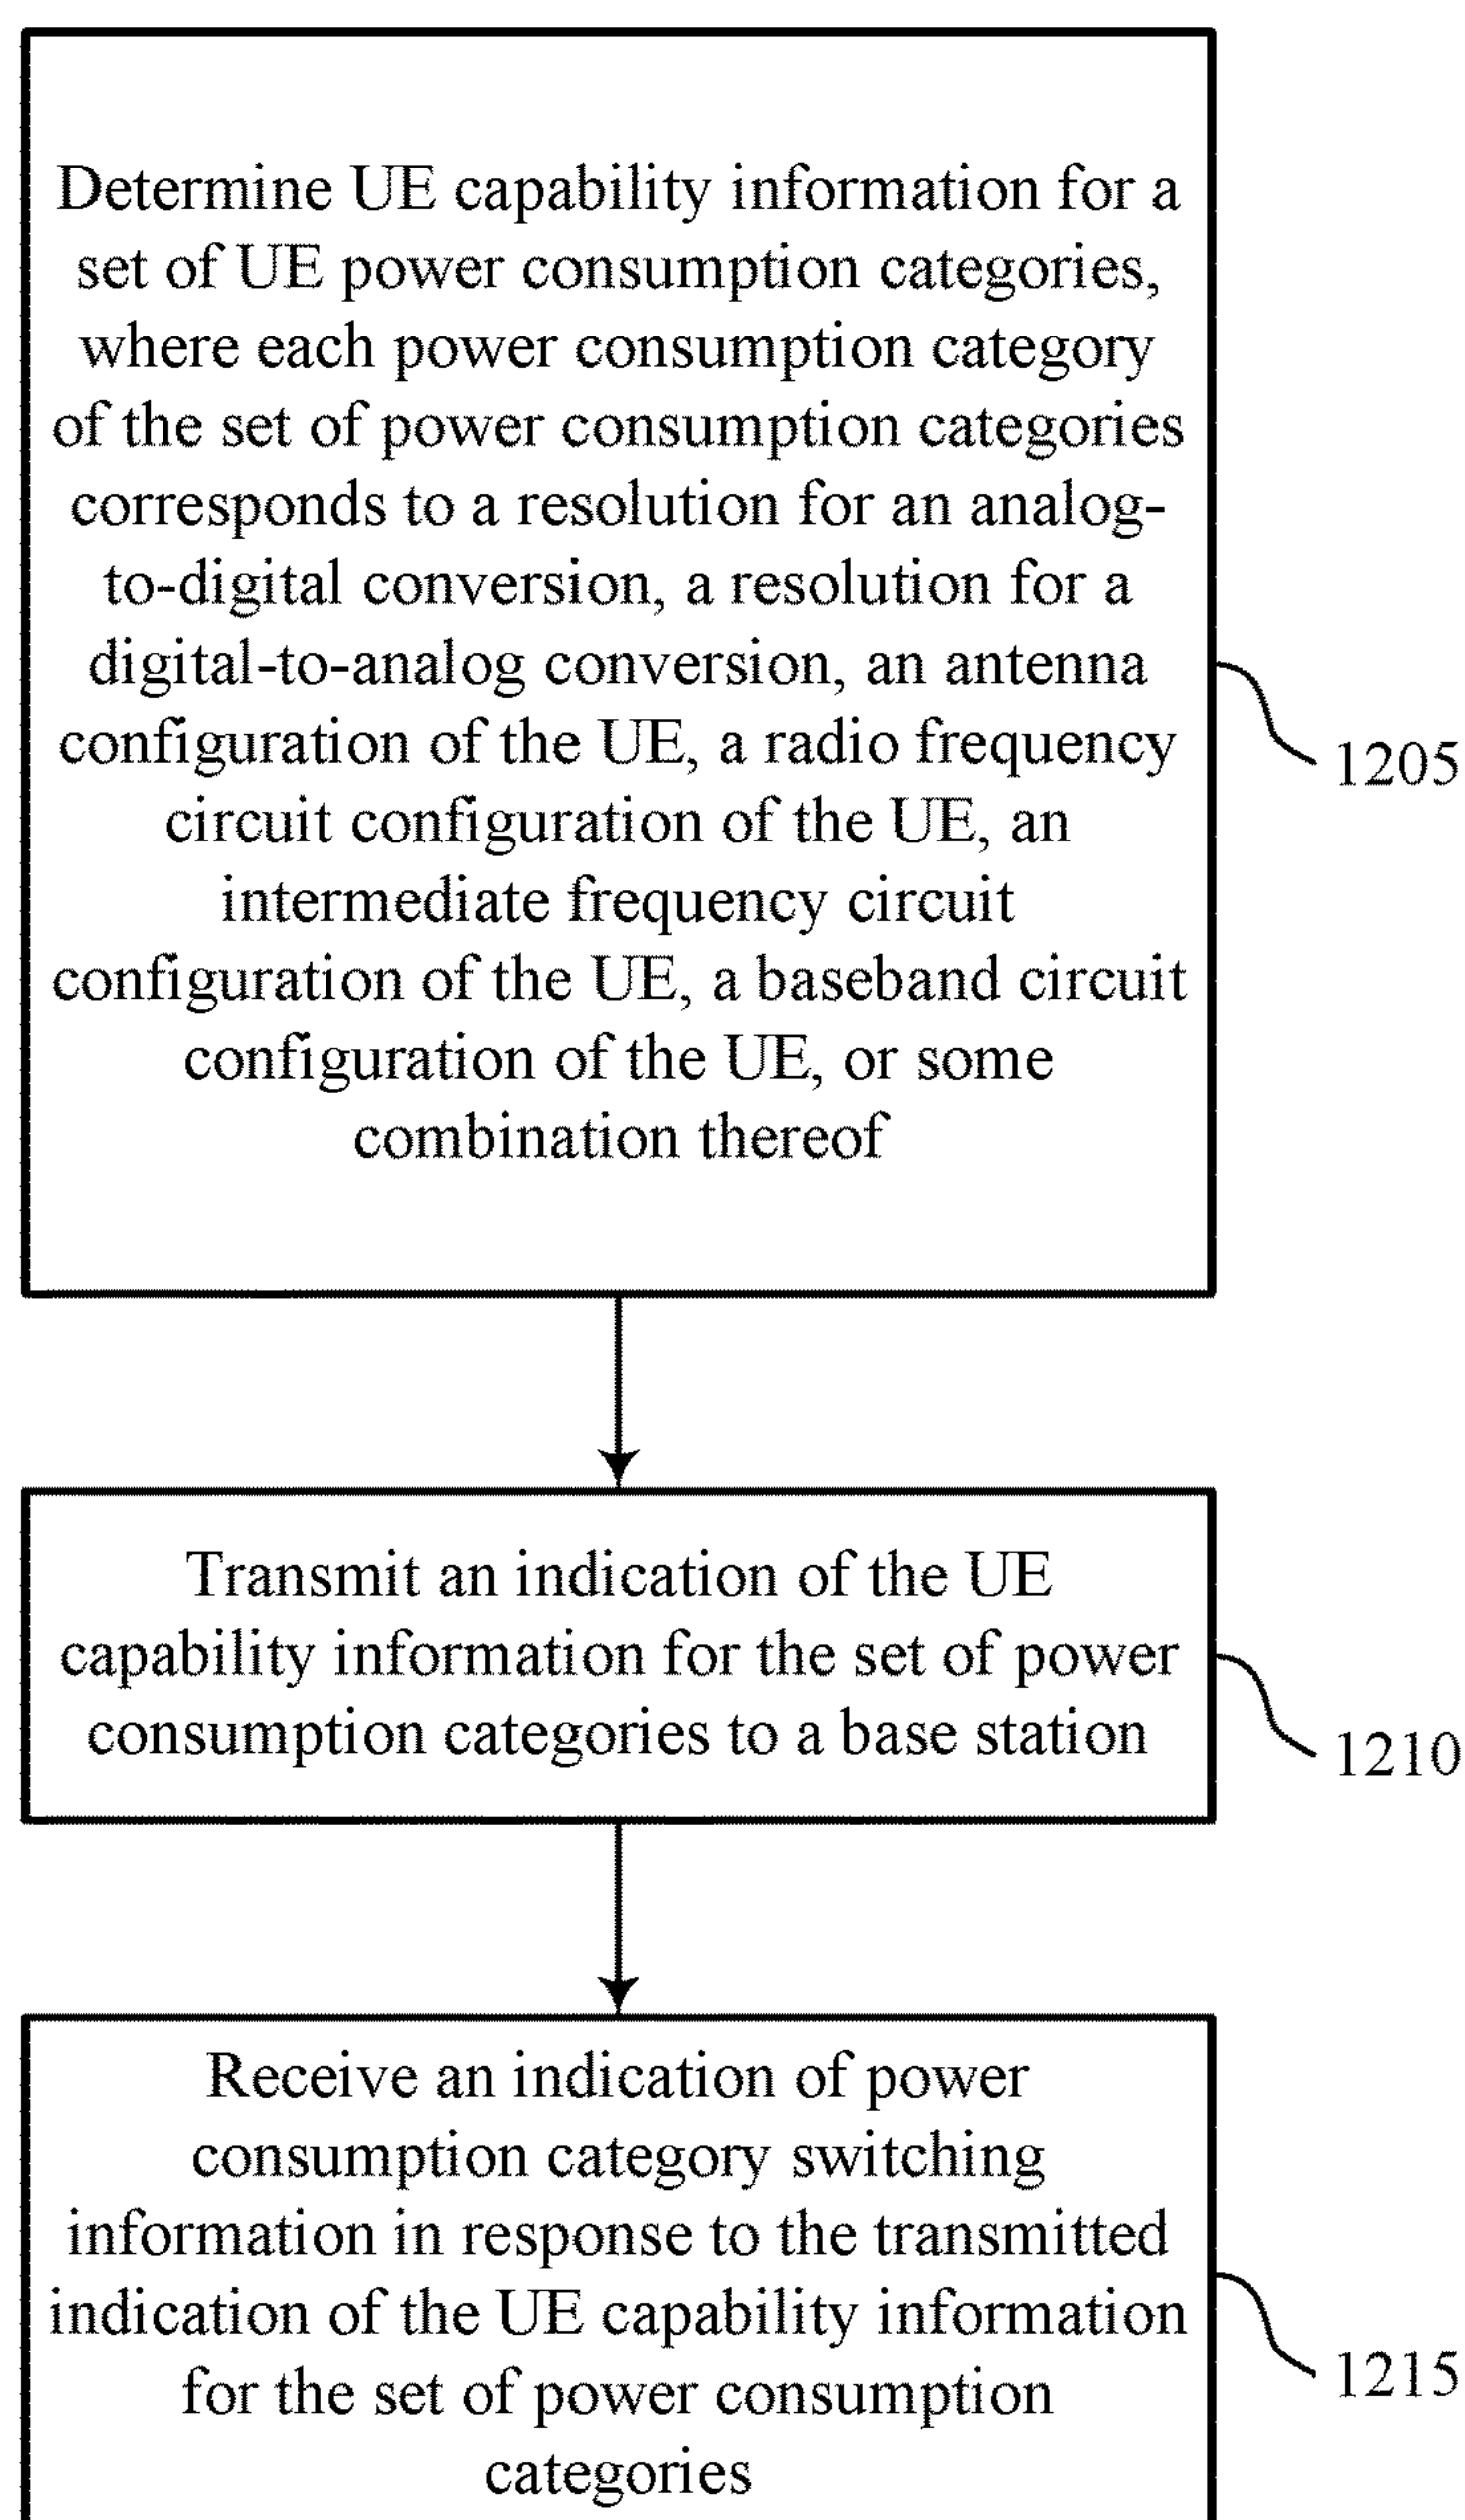 Determine UE capability information for a
set of UE power consumption categories,
where each power consumption category
of the set of power consumption categories
corresponds to a resolution for an analog-
to-digital conversion, a resolution for a
digital-to-analog conversion, an antenna
configuration of the UE, a radio frequency
circuit configuration of the UE, an
intermediate frequency circuit
configuration of the UE, a baseband circuit
configuration of the UE, or some
combination thereof
1205
Transmit an indication of the UE
capability information for the set of power
consumption categories to a base station
1210
Receive an indication of power
consumption category switching
information in response to the transmitted
indication of the UE capability information
for the set of power consumption
categories
1215